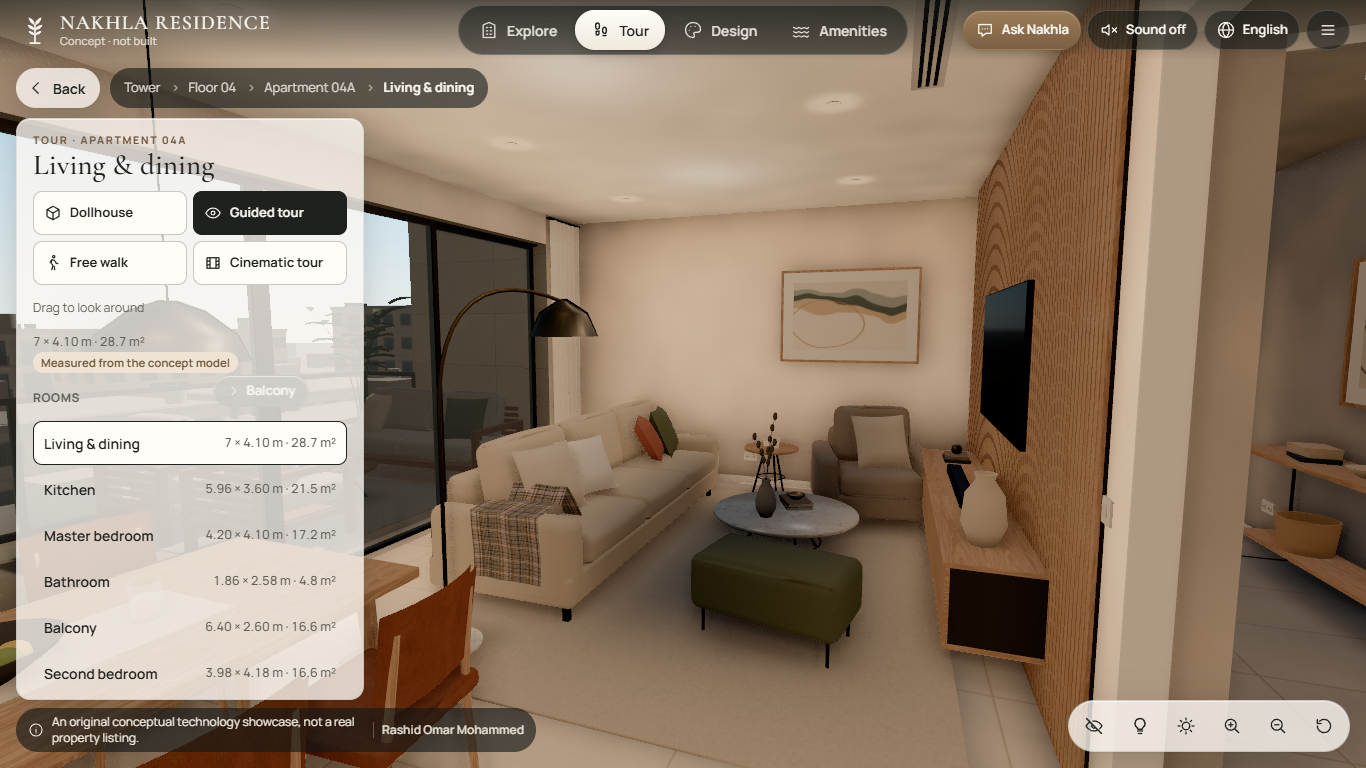 NAKHLA RESIDENCE
Concept · not built
Explore
Tour
Design
Amenities
Ask Nakhla
Sound off
English
Back
Tower > Floor 04 > Apartment 04A > Living & dining
TOUR · APARTMENT 04A
Living & dining
Dollhouse
Guided tour
Free walk
Cinematic tour
Drag to look around
7 × 4.10 m · 28.7 m²
Measured from the concept model
> Balcony
ROOMS
Living & dining 7 × 4.10 m · 28.7 m²
Kitchen 5.96 × 3.60 m · 21.5 m²
Master bedroom 4.20 × 4.10 m · 17.2 m²
Bathroom 1.86 × 2.58 m · 4.8 m²
Balcony 6.40 × 2.60 m · 16.6 m²
Second bedroom 3.98 × 4.18 m · 16.6 m²
An original conceptual technology showcase, not a real
property listing.
Rashid Omar Mohammed